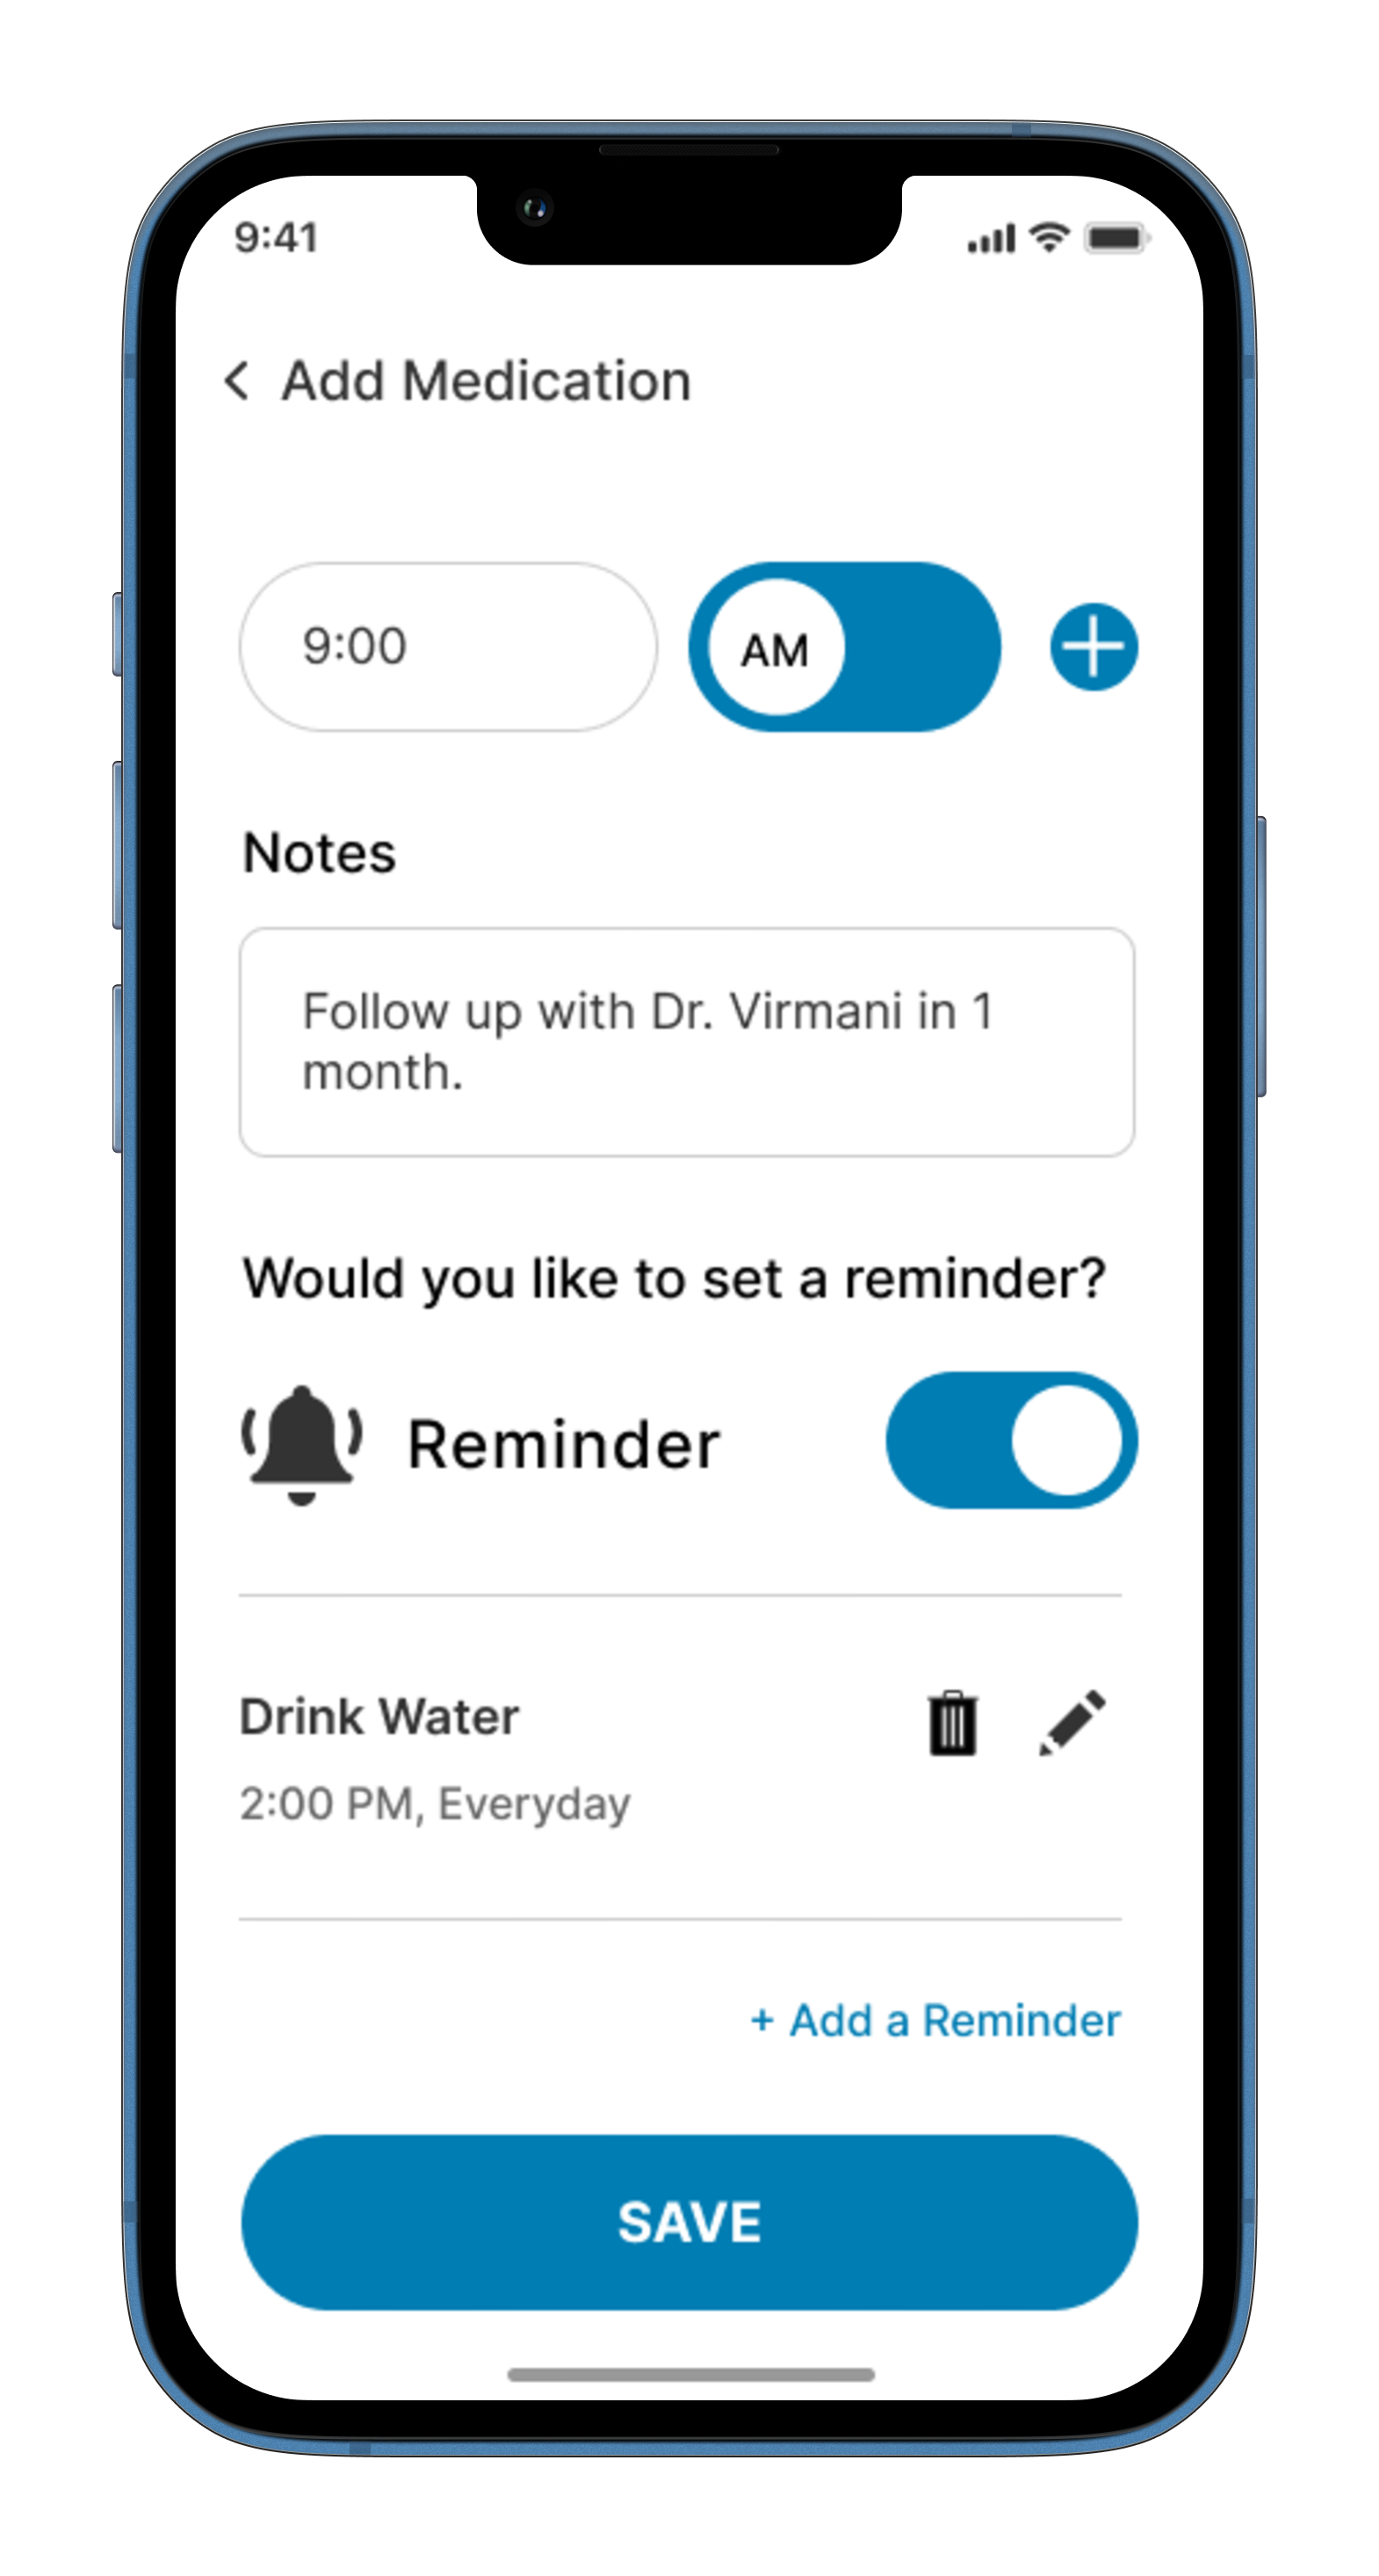 9:41
Add Medication
9:00
AM
Notes
Follow up with Dr. Virmani in 1
month.
Would you like to set a reminder?
Reminder
Drink Water
2:00 PM, Everyday
+ Add a Reminder
SAVE